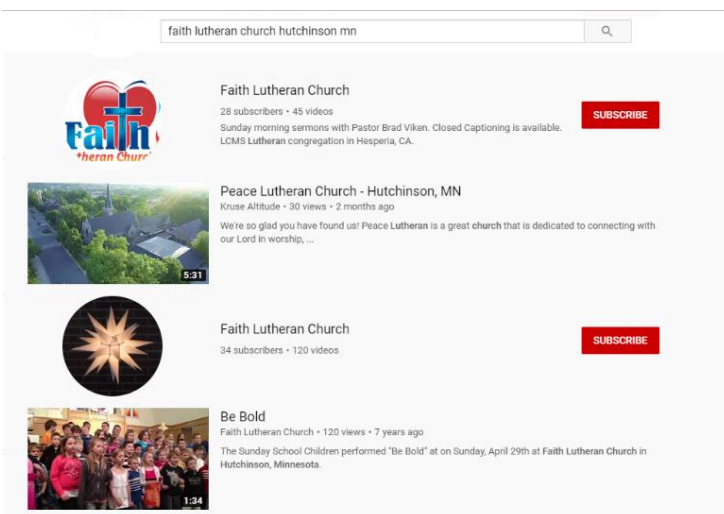 faith lutheran church hutchinson mn
Faith Lutheran Church
28 subscribers • 45 videos
SUBSCRIBE
Sunday morning sermons with Pastor Brad Viken. Closed Captioning is available.
LCMS Lutheran congregation in Hesperia, CA.
Faith
theran Churc
Peace Lutheran Church - Hutchinson, MN
Kruse Altitude • 30 views • 2 months ago
We're so glad you have found us! Peace Lutheran is a great church that is dedicated to connecting with
our Lord in worship, ...
5:31
Faith Lutheran Church
34 subscribers • 120 videos
SUBSCRIBE
Be Bold
Faith Lutheran Church • 120 views • 7 years ago
The Sunday School Children performed "Be Bold" at on Sunday, April 29th at Faith Lutheran Church in
Hutchinson, Minnesota.
1:34